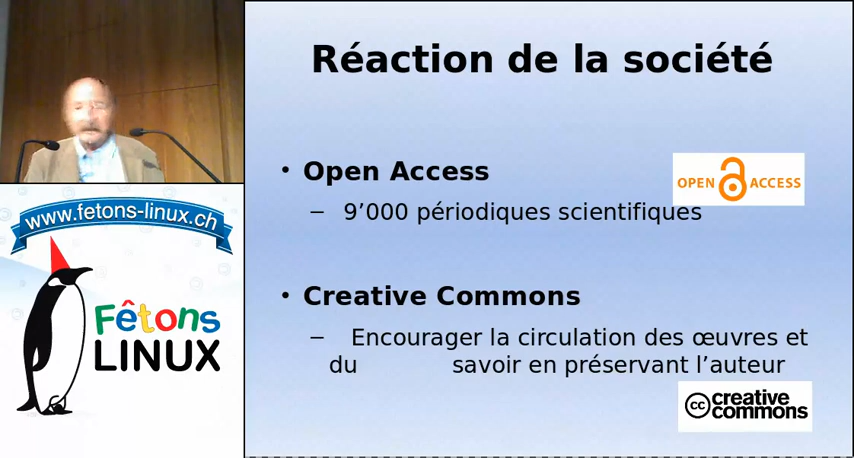 Réaction de la société
• Open Access
OPEN ACCESS
– 9’000 périodiques scientifiques
• Creative Commons
– Encourager la circulation des œuvres et
du savoir en préservant l’auteur
cc creative
commons
www.fetons-linux.ch
Fêtons
LINUX